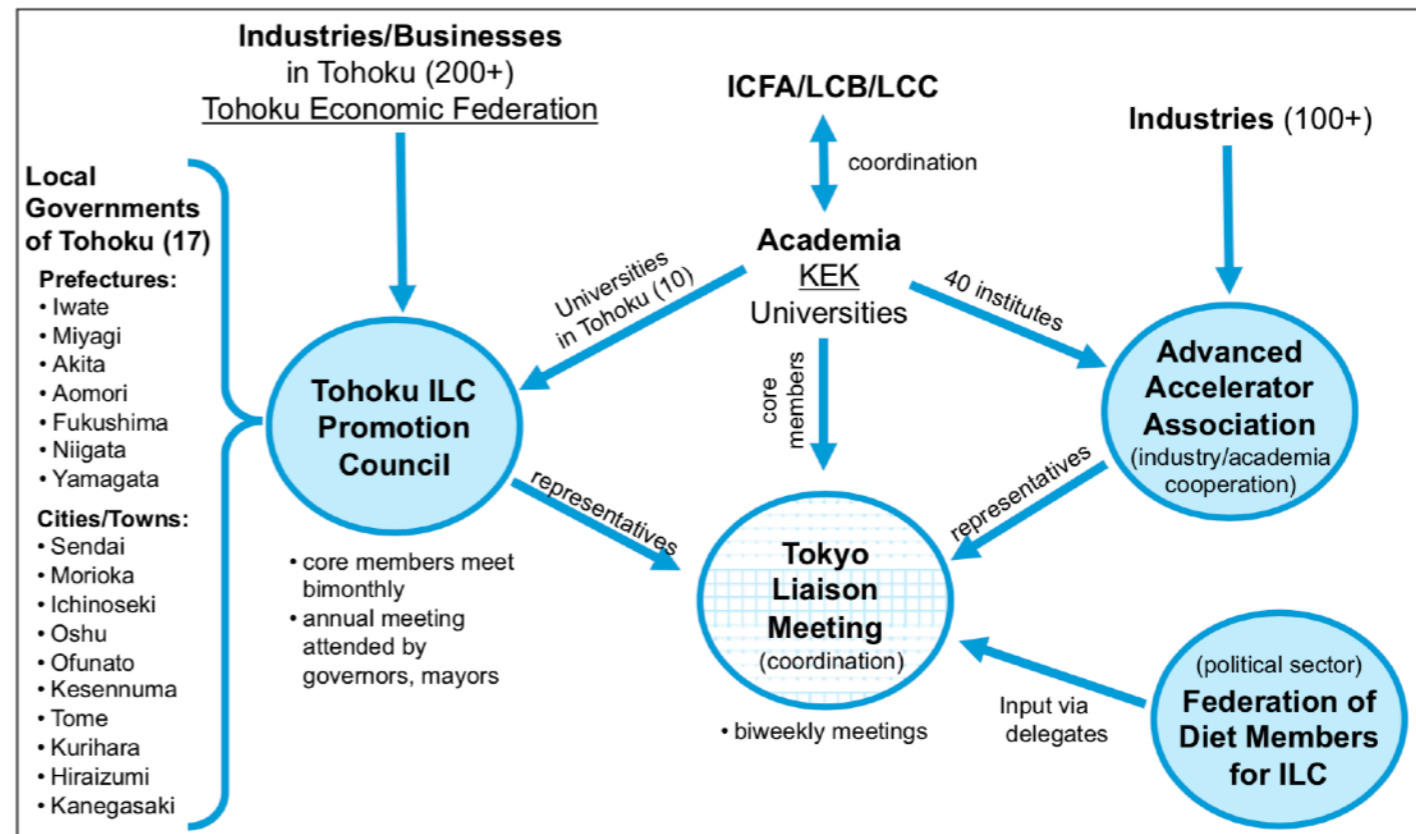 Industries/Businesses
in Tohoku (200+)
Tohoku Economic Federation
ICFA/LCB/LCC
coordination
Industries (100+)
Local
Governments
of Tohoku (17)
Prefectures:
• Iwate
• Miyagi
• Akita
• Aomori
• Fukushima
• Niigata
• Yamagata
Cities/Towns:
• Sendai
• Morioka
• Ichinoseki
• Oshu
• Ofunato
• Kesennuma
• Tome
• Kurihara
• Hiraizumi
• Kanegasaki
Academia
KEK
Universities
Universities
in Tohoku (10)
40 institutes
core
members
Tohoku ILC
Promotion
Council
• core members meet
bimonthly
• annual meeting
attended by
governors, mayors
representatives
Advanced
Accelerator
Association
(industry/academia
cooperation)
representatives
Tokyo
Liaison
Meeting
(coordination)
• biweekly meetings
Input via
delegates
(political sector)
Federation of
Diet Members
for ILC